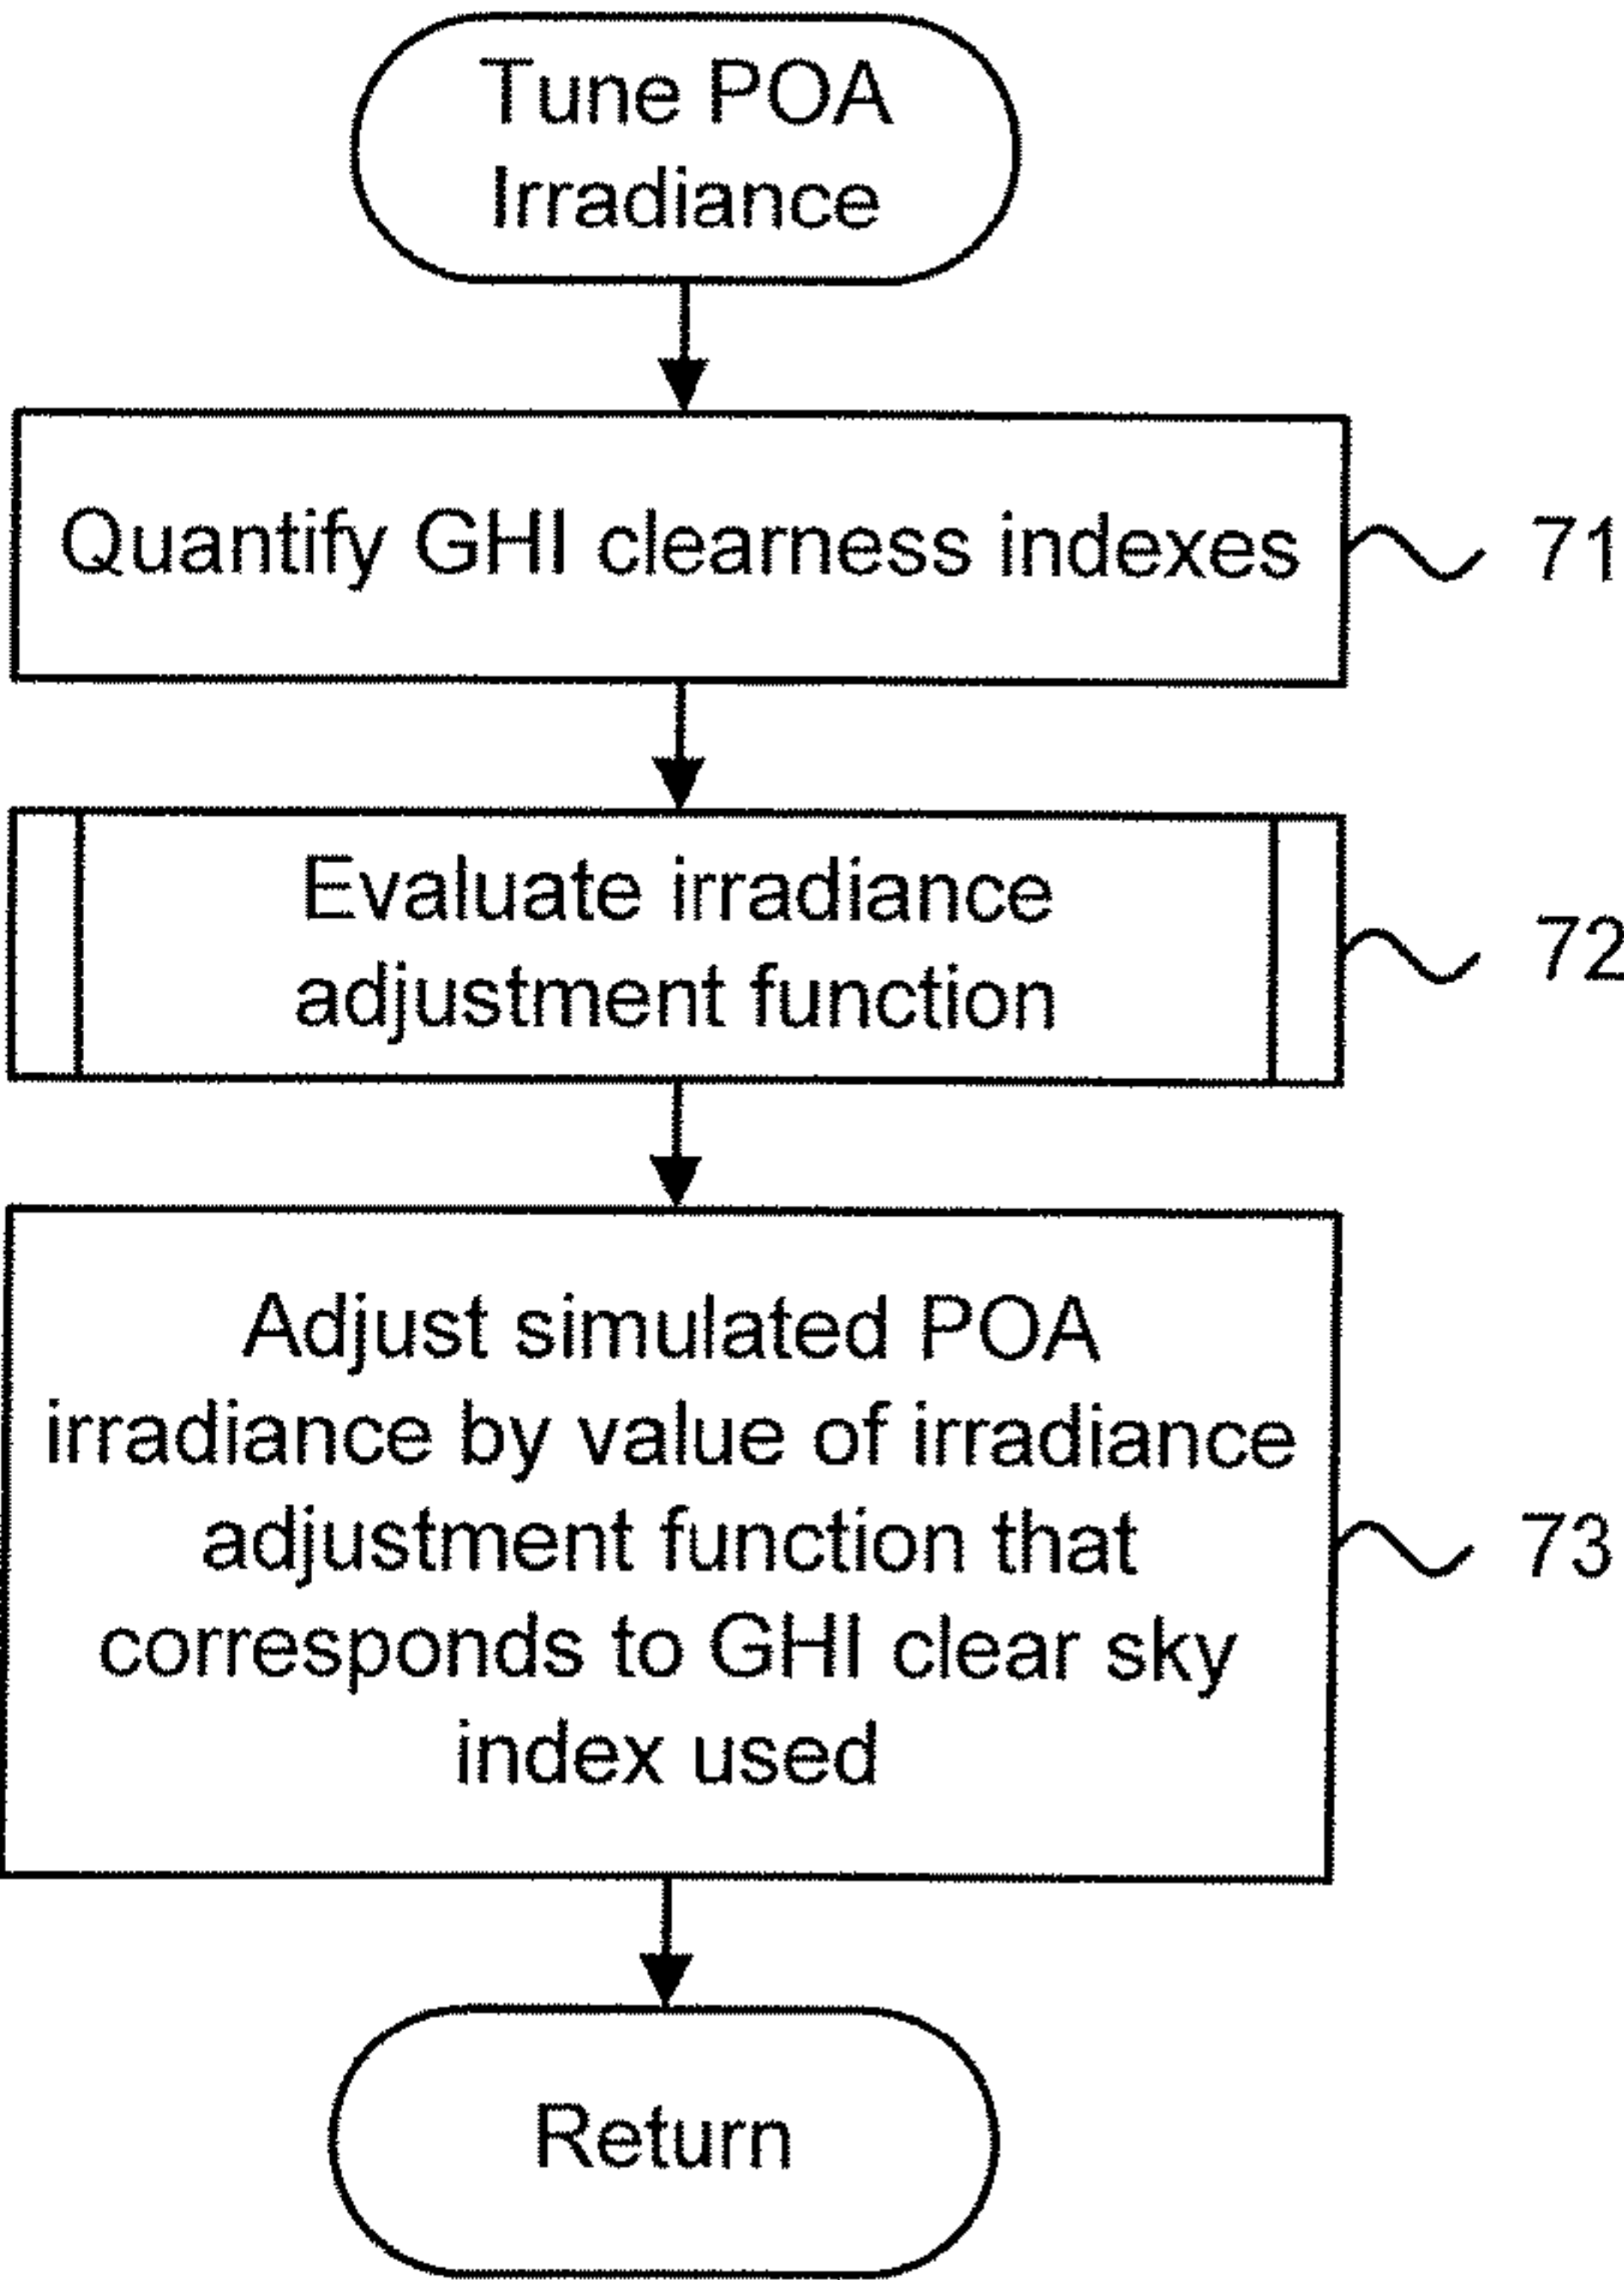 Tune POA
Irradiance
Quantify GHI clearness indexes
71
Evaluate irradiance
adjustment function
72
Adjust simulated POA
irradiance by value of irradiance
adjustment function that
corresponds to GHI clear sky
index used
73
Return